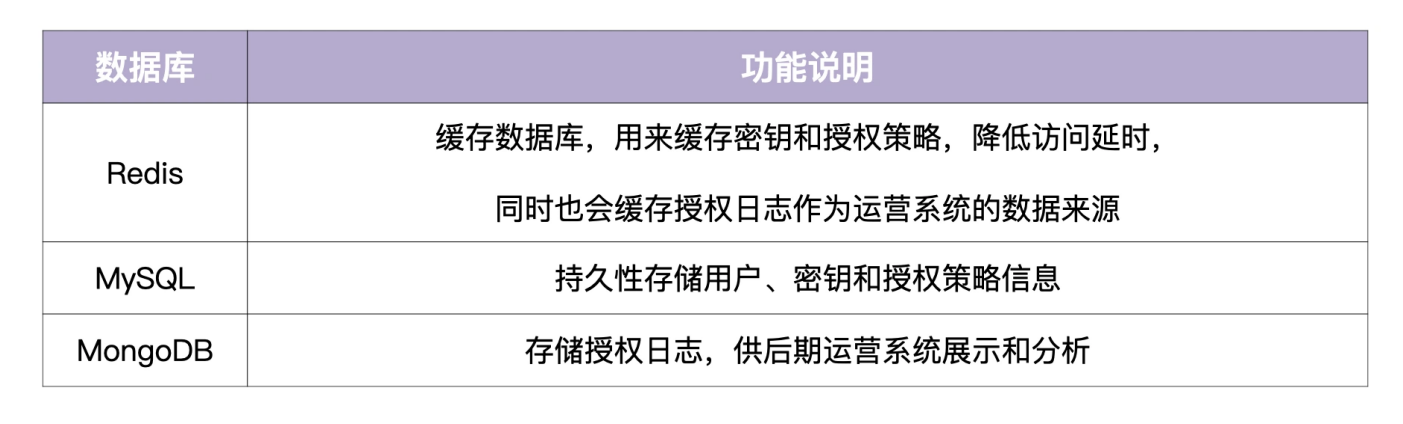 数据库 功能说明
Redis 缓存数据库，用来缓存密钥和授权策略，降低访问延时，
同时也会缓存授权日志作为运营系统的数据来源
MySQL 持久性存储用户、密钥和授权策略信息
MongoDB 存储授权日志，供后期运营系统展示和分析